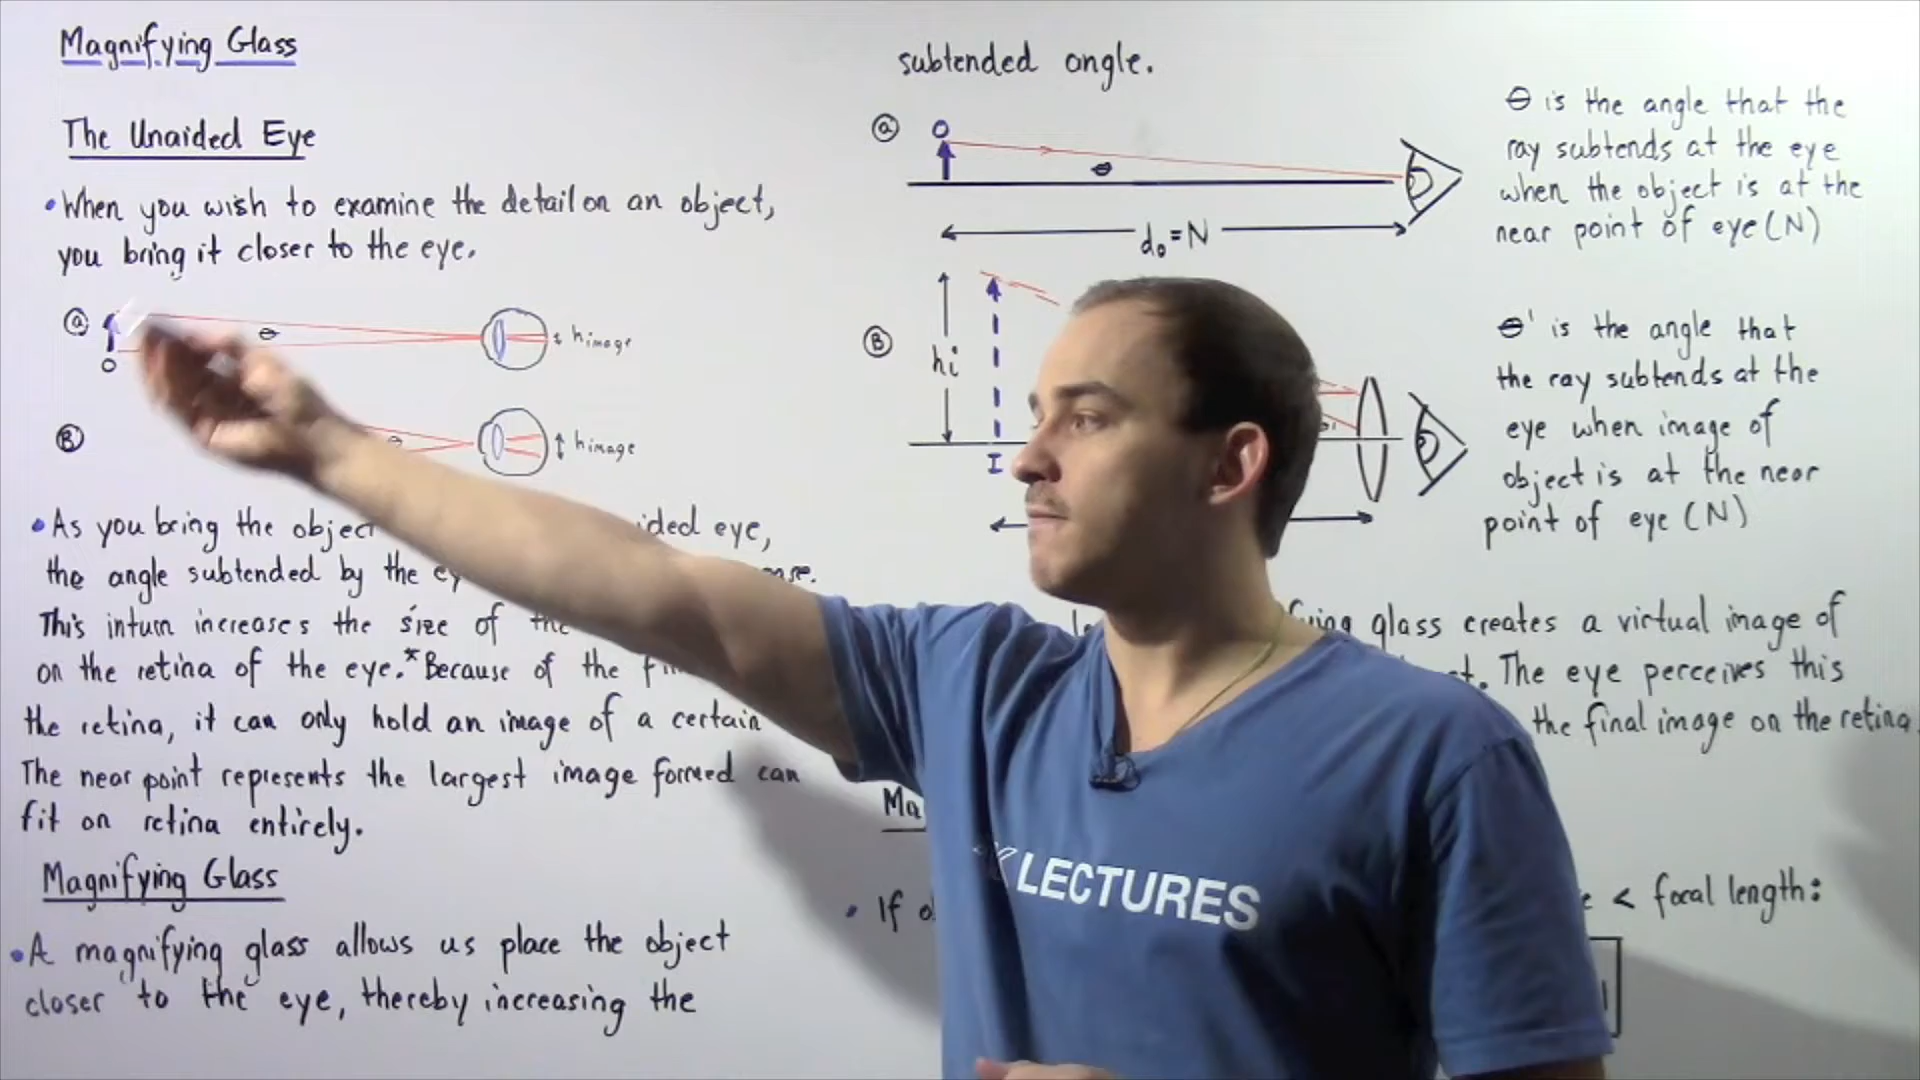 Magnifying Glass
The Unaided Eye
• When you wish to examine the detail on an object,
you bring it closer to the eye.
a
θ
h image
O
B
θ
h image
• As you bring the object ided eye,
the angle subtended by the
This inturn increases the size of the
on the retina of the eye.* Because of the
the retina, it can only hold an image of a certain
The near point represents the largest image formed can
fit on retina entirely.
Magnifying Glass
• A magnifying glass allows us place the object
closer to the eye, thereby increasing the
subtended angle.
a
O
θ
do = N
B
hi
I
θ is the angle that the
ray subtends at the eye
when the object is at the
near point of eye (N)
θ' is the angle that
the ray subtends at the
eye when image of
object is at the near
point of eye (N)
glass creates a virtual image of
The eye perceives this
the final image on the retina.
Ma
• If
< focal length:
LECTURES